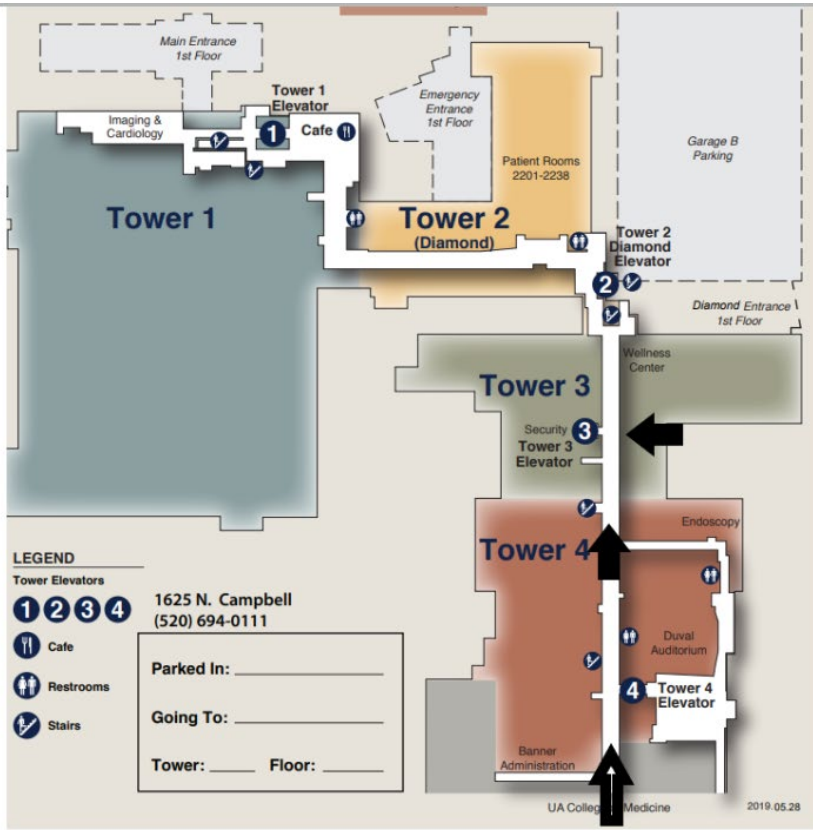 Main Entrance
1st Floor
Tower 1
Elevator
Imaging &
Cardiology
1
Cafe
Emergency
Entrance
1st Floor
Patient Rooms
2201-2238
Garage B
Parking
Tower 1
Tower 2
(Diamond)
Tower 2
Diamond
Elevator
2
Diamond Entrance
1st Floor
Wellness
Center
Tower 3
Security
3
Tower 3
Elevator
Endoscopy
Tower 4
Duval
Auditorium
4
Tower 4
Elevator
Banner
Administration
UA College Medicine
2019.05.28
LEGEND
Tower Elevators
1 2 3 4
Cafe
Restrooms
Stairs
1625 N. Campbell
(520) 694-0111
Parked In:
Going To:
Tower: Floor: